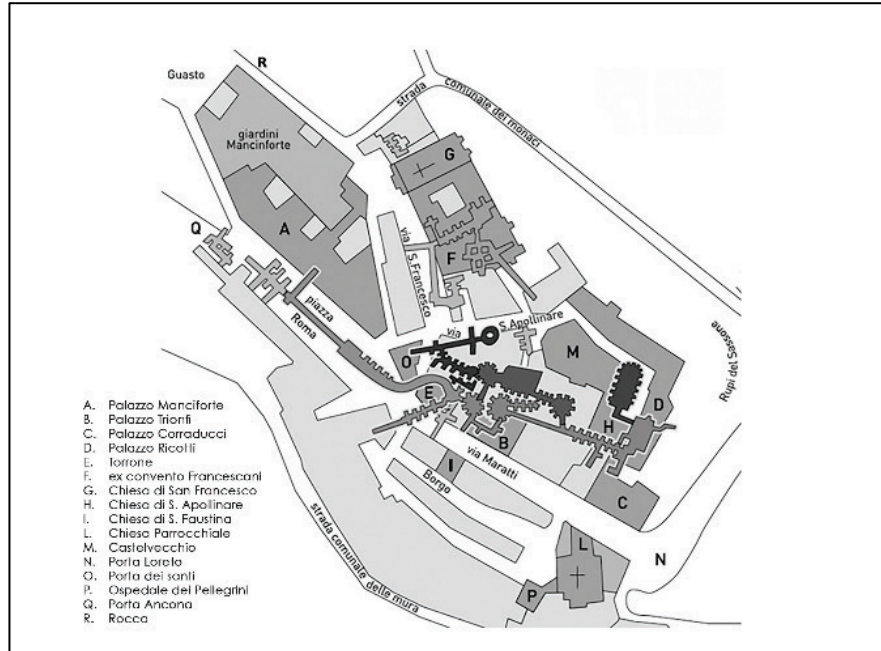 R
Guasto
strada
comunale dei monaci
giardini
Mancinforte
G
Q
A
via
S.Francesco
F
piazza
Roma
via
S.Apollinare
O
M
Rupi del Sassone
E
D
H
B
via Maratti
I
Borgo
C
strada comunale delle mura
L
N
P
A. Palazzo Manciforte
B. Palazzo Trionfi
C. Palazzo Corraducci
D. Palazzo Ricotti
E. Torrone
F. ex convento Francescani
G. Chiesa di San Francesco
H. Chiesa di S. Apollinare
I. Chiesa di S. Faustina
L. Chiesa Parrocchiale
M. Castelvecchio
N. Porta Loreto
O. Porta dei santi
P. Ospedale dei Pellegrini
Q. Porta Ancona
R. Rocca